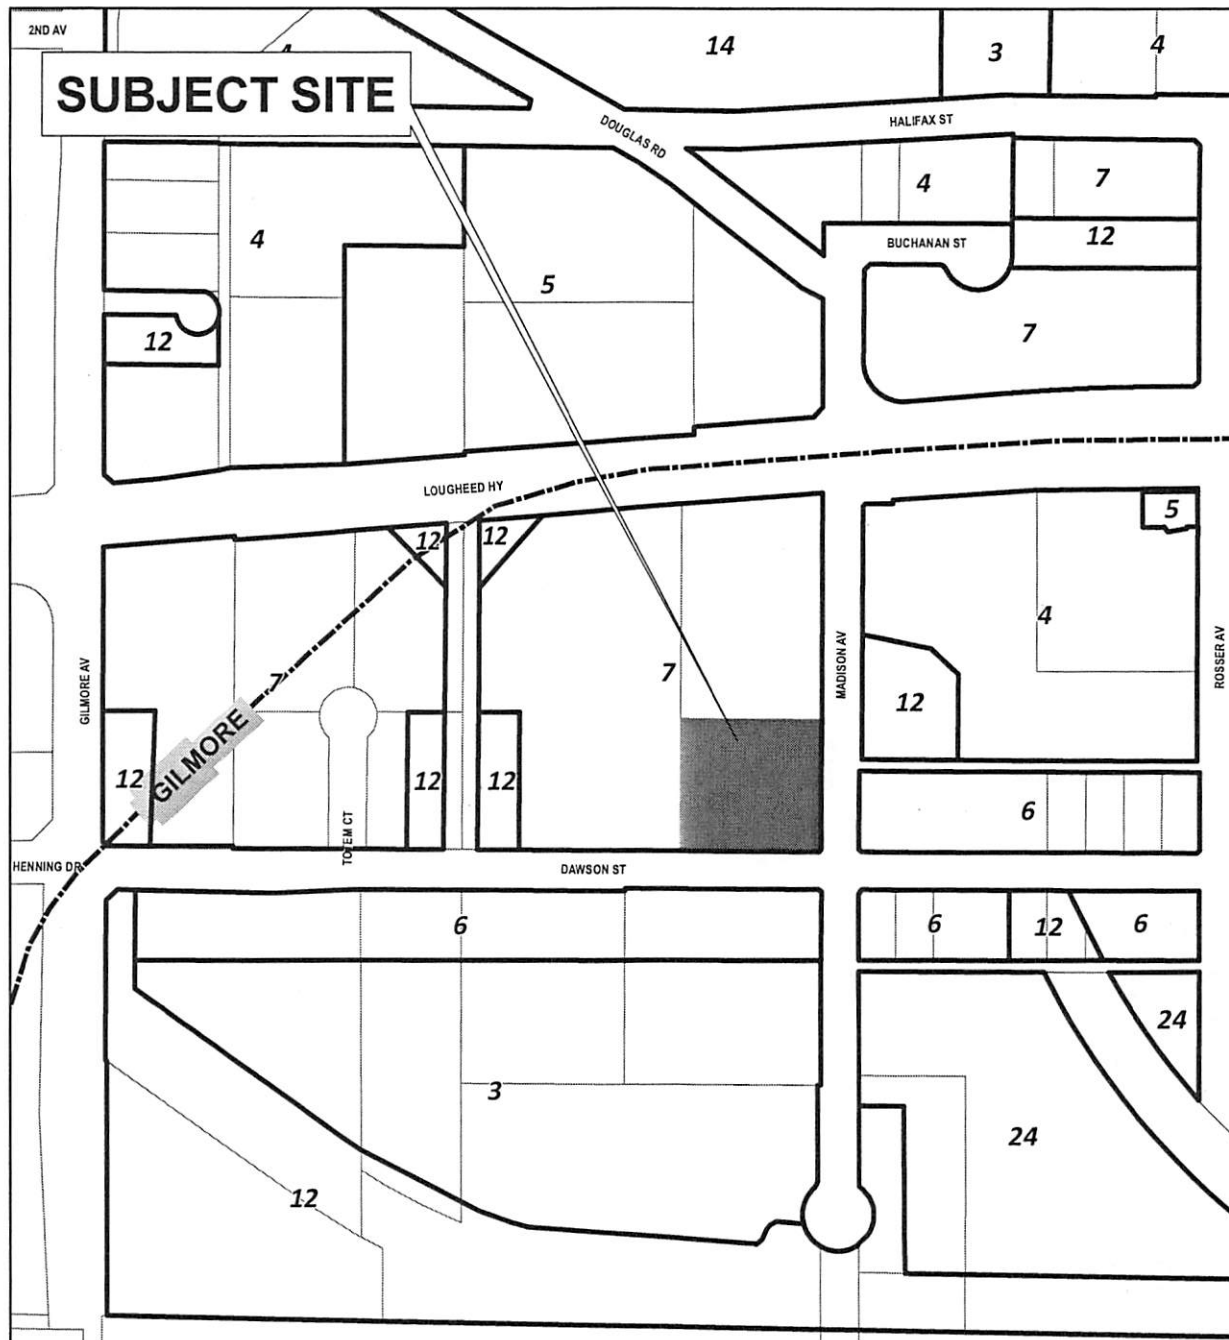 2ND AV
4
14
3
4
SUBJECT SITE
DOUGLAS RD
HALIFAX ST
4
7
4
BUCHANAN ST
12
5
12
7
LOUGHEED HY
12
12
5
4
GILMORE AV
7
7
MADISON AV
ROSSER AV
12
GILMORE
12
12
12
6
TOTEM CT
HENNING DR
DAWSON ST
6
6
12
6
24
3
24
12